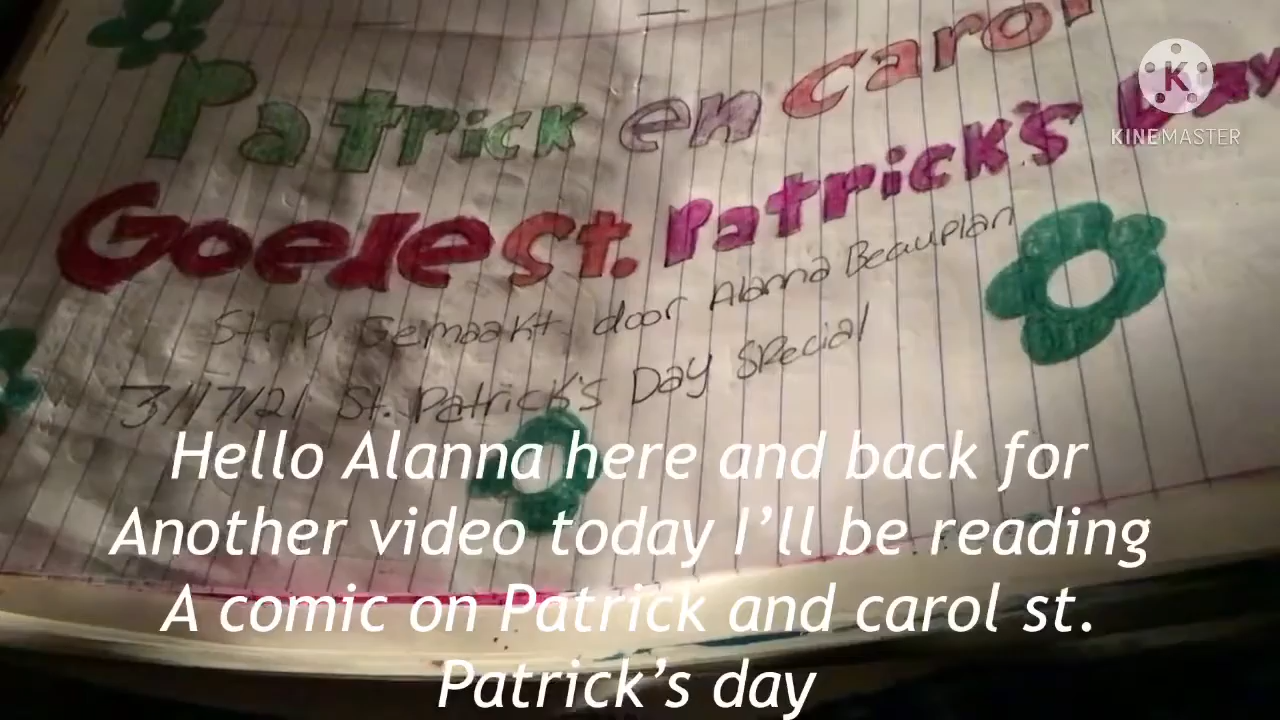 Patrick en Carol
Goede St. Patrick's Day
Strip Gemaakt door Alanna Beauplan
3/17/21 St. Patrick's Day Special
KINEMASTER
Hello Alanna here and back for
Another video today I'll be reading
A comic on Patrick and carol st.
Patrick's day